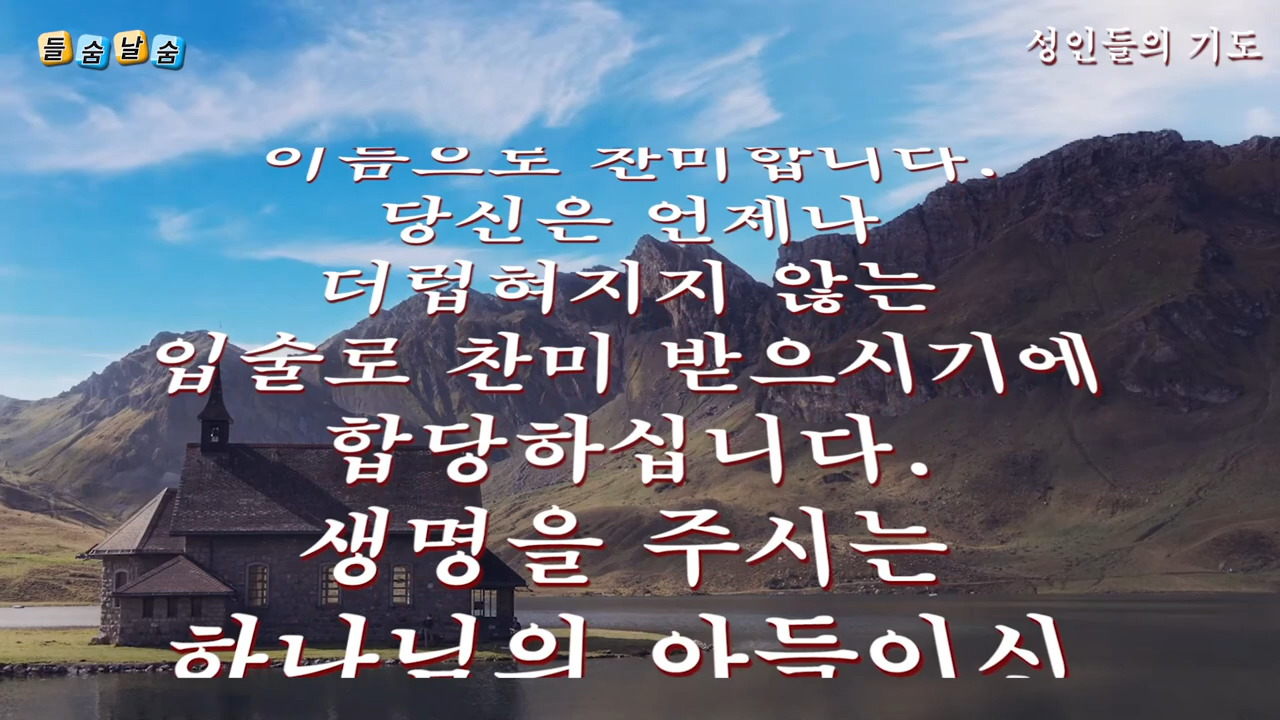 들숨날숨
성인들의 기도
이름으로 찬미합니다.
당신은 언제나
더럽혀지지 않는
입술로 찬미 받으시기에
합당하십니다.
생명을 주시는
하나님의 아들이시